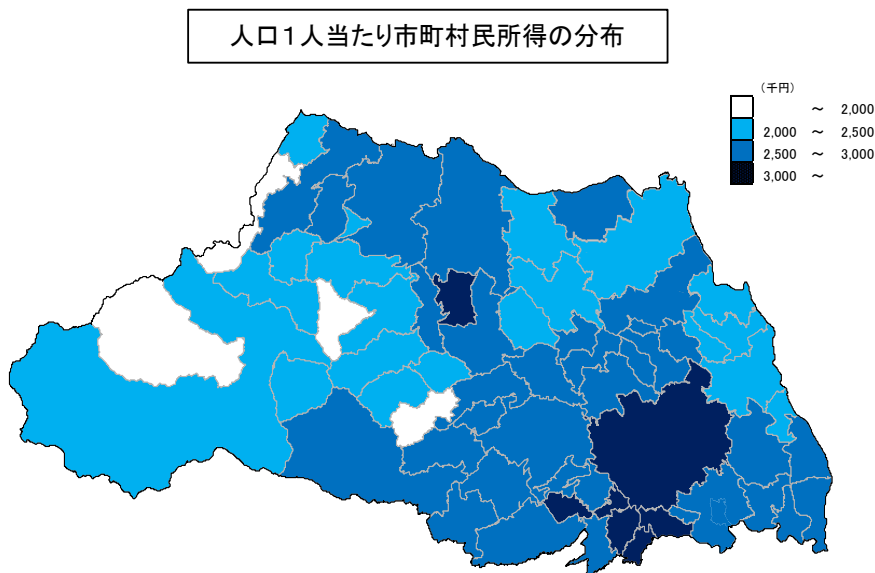 人口１人当たり市町村民所得の分布
（千円）
～ 2,000
2,000 ～ 2,500
2,500 ～ 3,000
3,000 ～